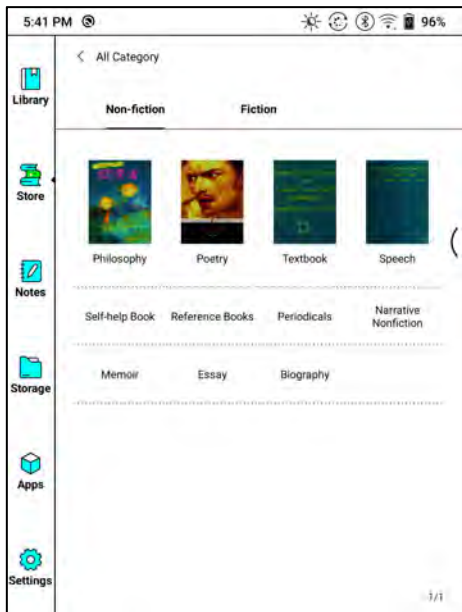 5:41 PM 96%
All Category
Non-fiction Fiction
Library
Store
Notes
Storage
Apps
Settings
Philosophy Poetry Textbook Speech
Self-help Book Reference Books Periodicals Narrative Nonfiction
Memoir Essay Biography
1/1